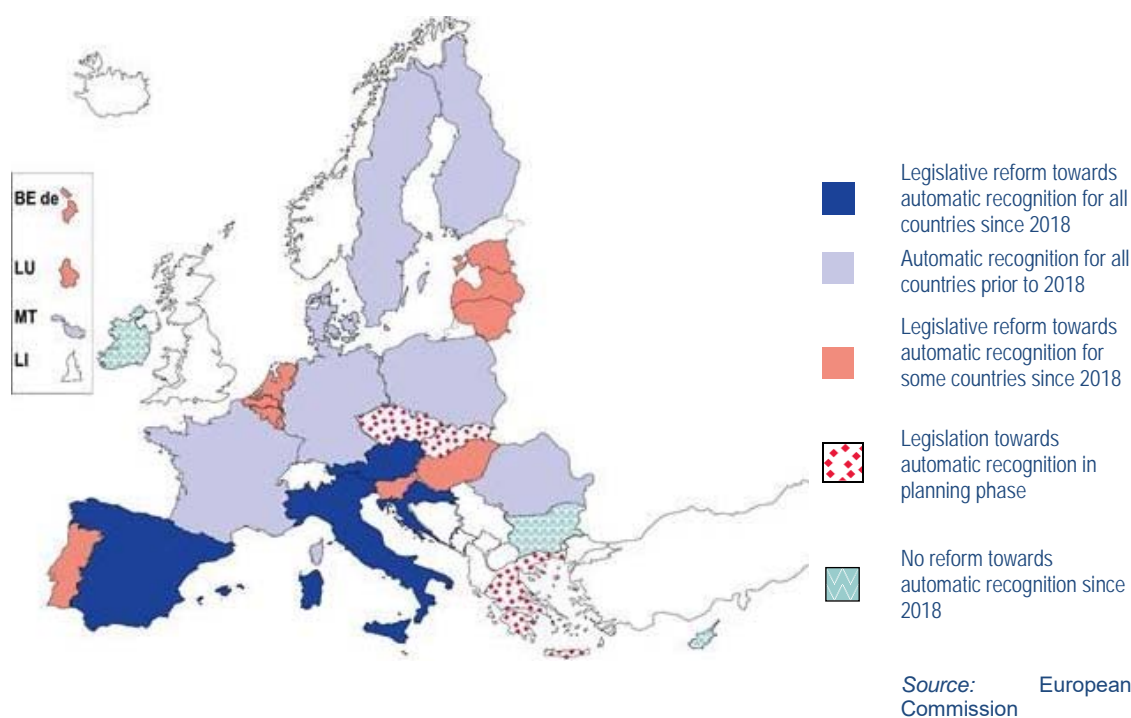 BE de
LU
MT
LI
Legislative reform towards
automatic recognition for all
countries since 2018
Automatic recognition for all
countries prior to 2018
Legislative reform towards
automatic recognition for
some countries since 2018
Legislation towards
automatic recognition in
planning phase
No reform towards
automatic recognition since
2018
Source: European
Commission